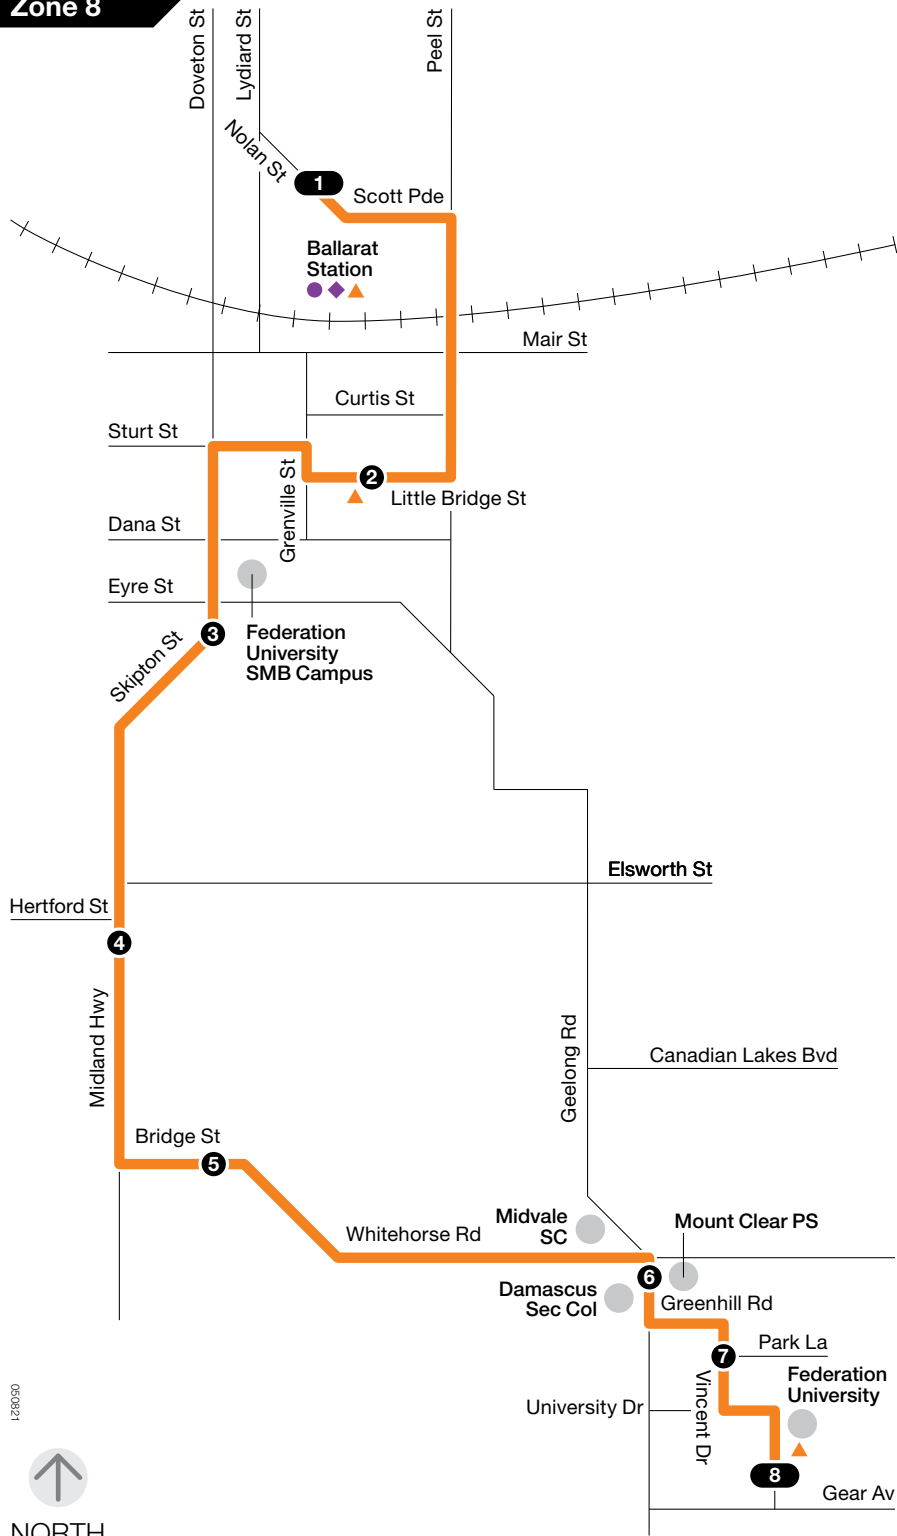 Zone 8
Doveton St
Lydiard St
Peel St
Nolan St
1
Scott Pde
Ballarat
Station
Mair St
Curtis St
Sturt St
Grenville St
2
Little Bridge St
Dana St
Eyre St
3
Federation
University
SMB Campus
Skipton St
Elsworth St
Hertford St
4
Midland Hwy
Geelong Rd
Canadian Lakes Bvd
Bridge St
5
Whitehorse Rd
Midvale
SC
Mount Clear PS
6
Damascus
Sec Col
Greenhill Rd
7
Park La
Federation
University
Vincent Dr
University Dr
8
Gear Av
050821
NORTH